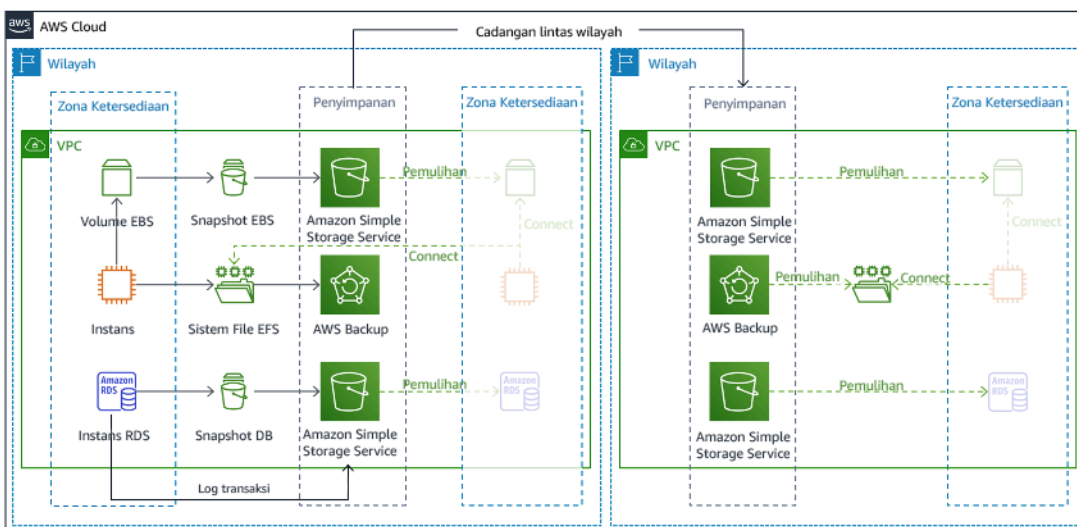 aws
AWS Cloud
Cadangan lintas wilayah
Wilayah
Wilayah
Zona Ketersediaan
Penyimpanan
Zona Ketersediaan
Penyimpanan
Zona Ketersediaan
VPC
VPC
Pemulihan
Pemulihan
Volume EBS
Snapshot EBS
Amazon Simple
Storage Service
Connect
Amazon Simple
Storage Service
Connect
Connect
Pemulihan
Connect
Instans
Sistem File EFS
AWS Backup
AWS Backup
Amazon
RDS
Pemulihan
Amazon
RDS
Pemulihan
Amazon
RDS
Instans RDS
Snapshot DB
Amazon Simple
Storage Service
Amazon Simple
Storage Service
Log transaksi